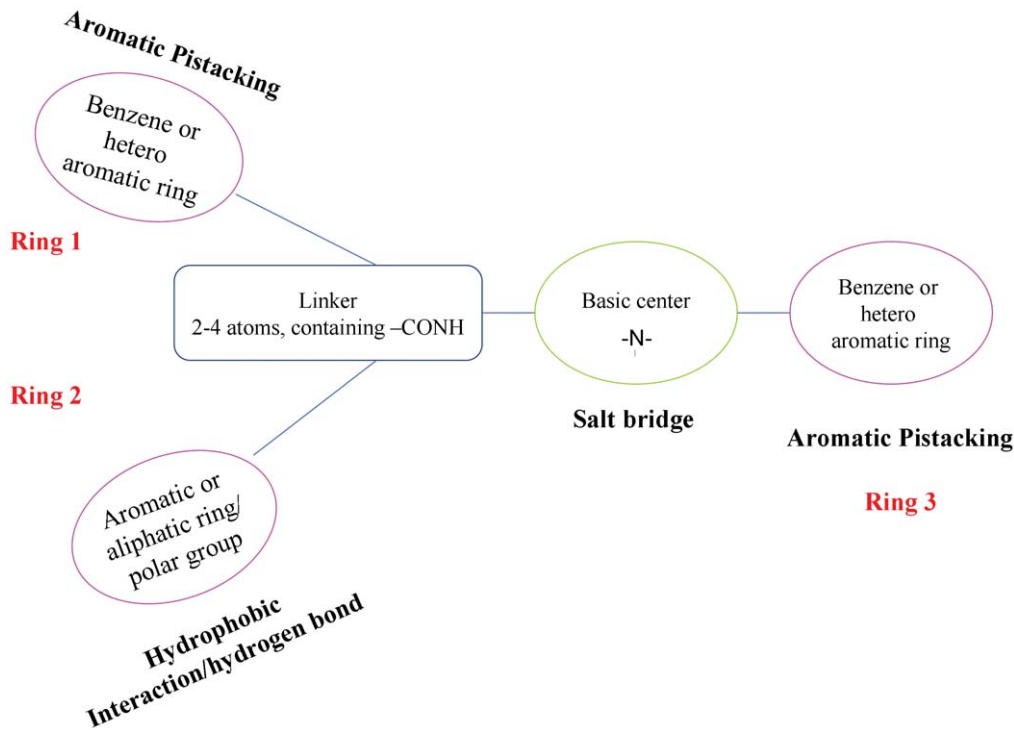 Aromatic Pistacking
Benzene or
hetero
aromatic ring
Ring 1
Linker
2-4 atoms, containing –CONH
Basic center
-N-
Salt bridge
Benzene or
hetero
aromatic ring
Aromatic Pistacking
Ring 3
Ring 2
Aromatic or
aliphatic ring/
polar group
Hydrophobic
Interaction/hydrogen bond